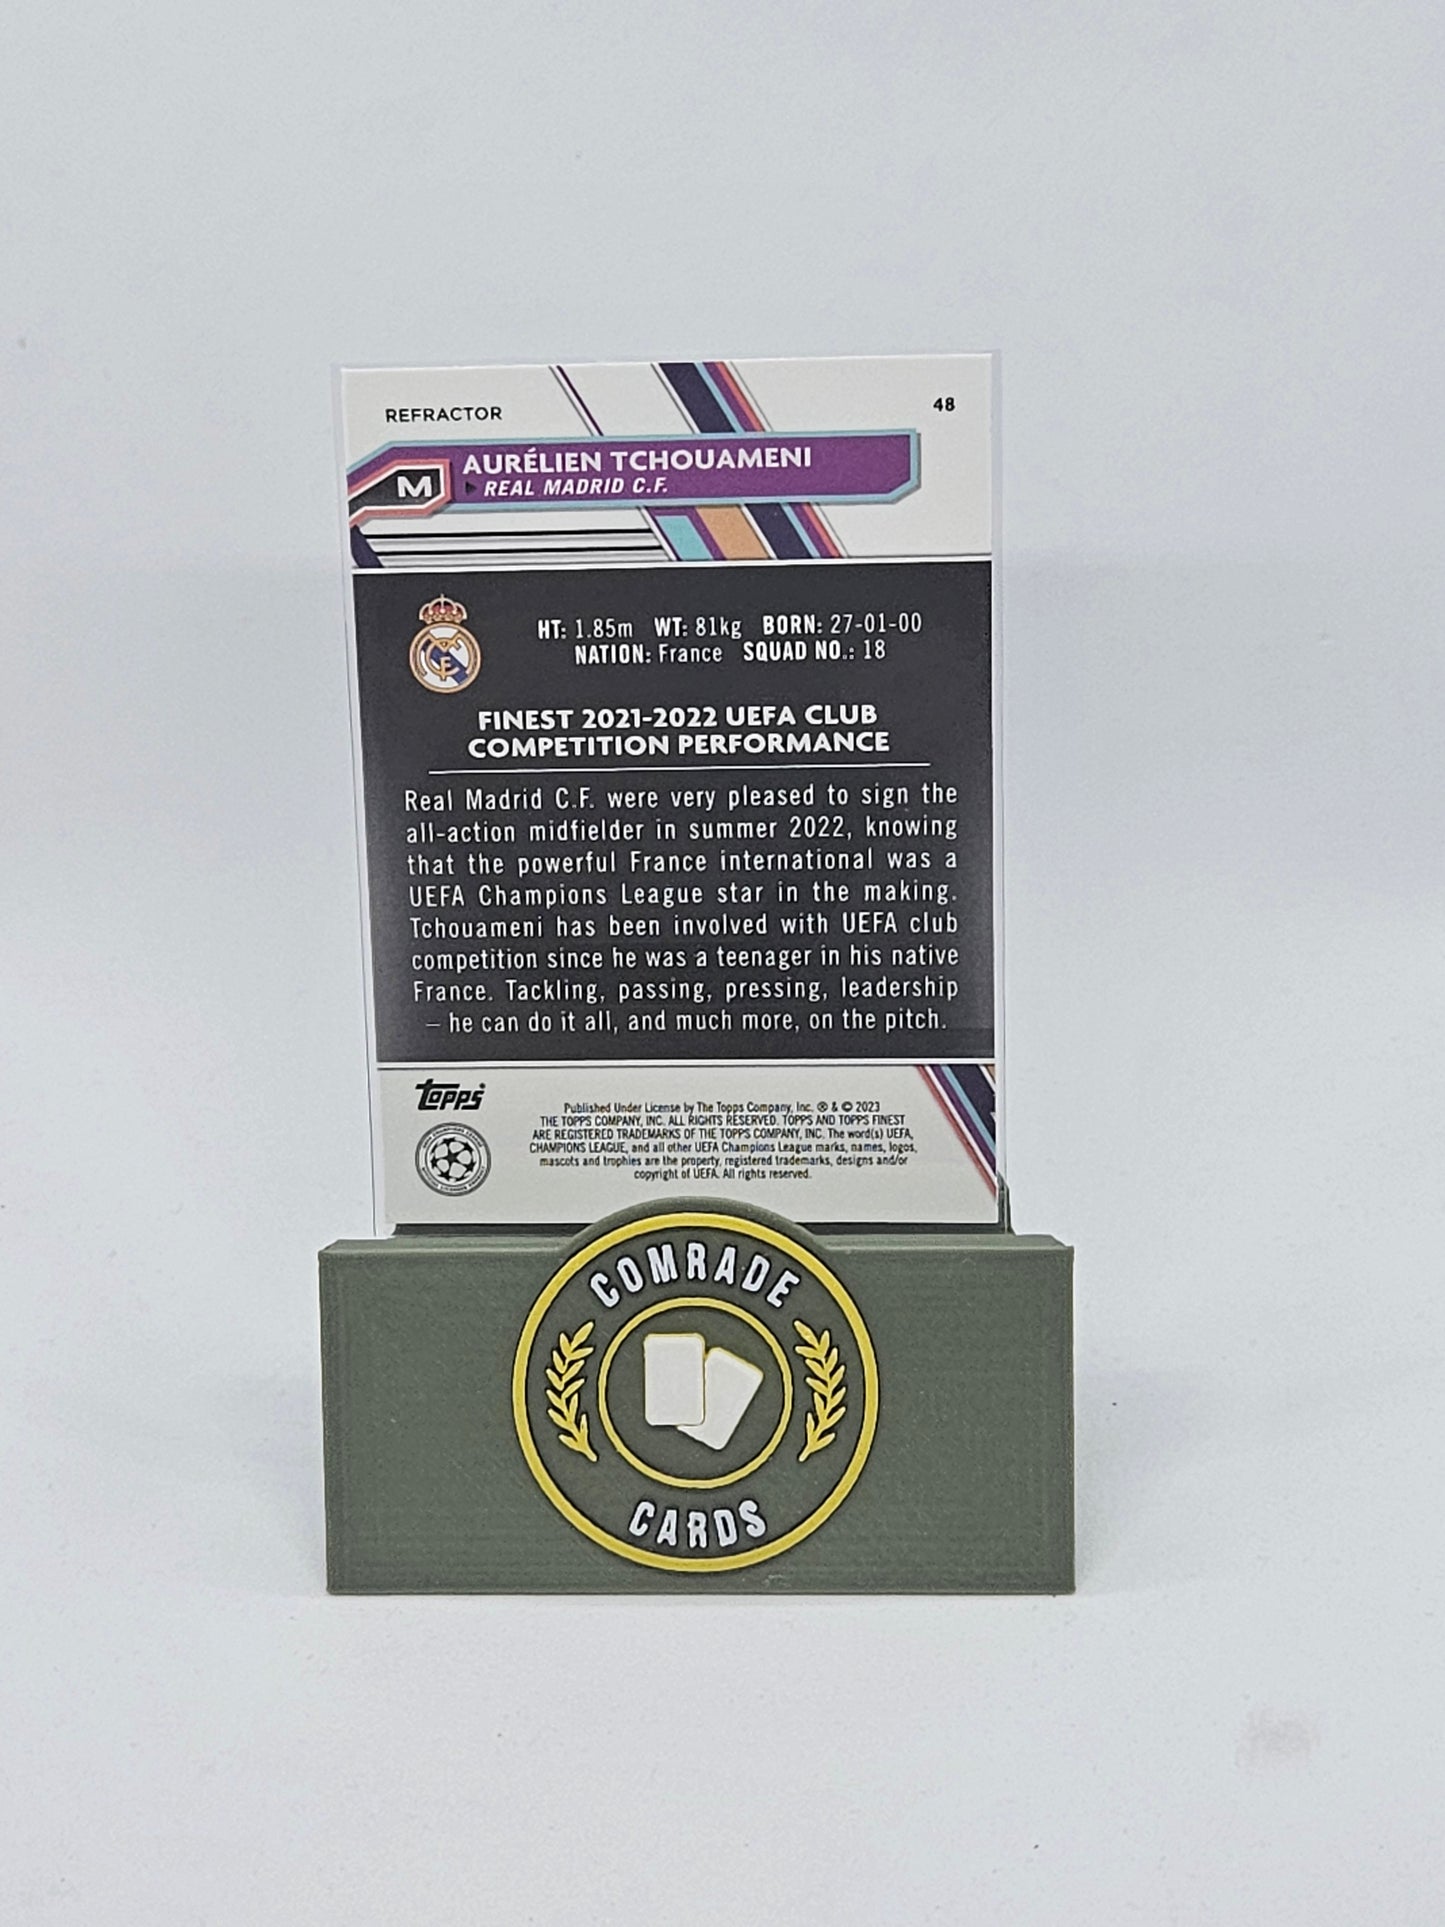 REFRACTOR
48
AURÉLIEN TCHOUAMENI
M
REAL MADRID C.F.
HT: 1.85m WT: 81kg BORN: 27-01-00
NATION: France SQUAD NO.: 18
FINEST 2021-2022 UEFA CLUB
COMPETITION PERFORMANCE
Real Madrid C.F. were very pleased to sign the
all-action midfielder in summer 2022, knowing
that the powerful France international was a
UEFA Champions League star in the making.
Tchouameni has been involved with UEFA club
competition since he was a teenager in his native
France. Tackling, passing, pressing, leadership
– he can do it all, and much more, on the pitch.
Topps
Published Under License by The Topps Company, Inc. ® & © 2023
THE TOPPS COMPANY, INC. ALL RIGHTS RESERVED. TOPPS AND TOPPS FINEST
ARE REGISTERED TRADEMARKS OF THE TOPPS COMPANY, INC. The word(s) UEFA,
CHAMPIONS LEAGUE, and all other UEFA Champions League marks, names, logos,
mascots and trophies are the property, registered trademarks, designs and/or
copyright of UEFA. All rights reserved.
COMRADE
CARDS